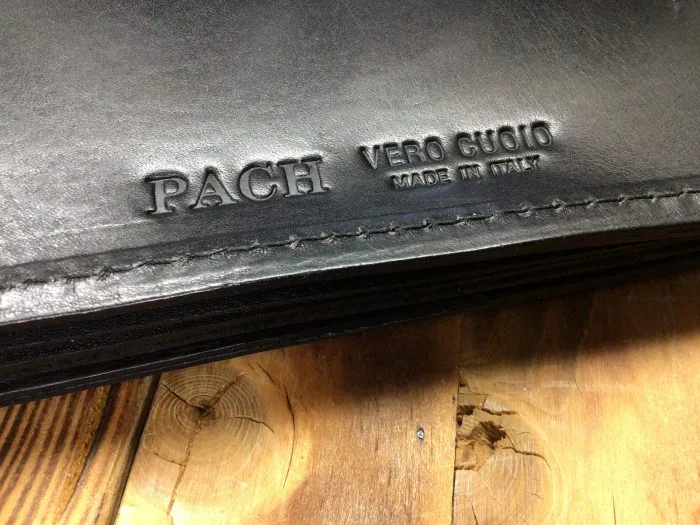 PACH
VERO CUOIO
MADE IN ITALY